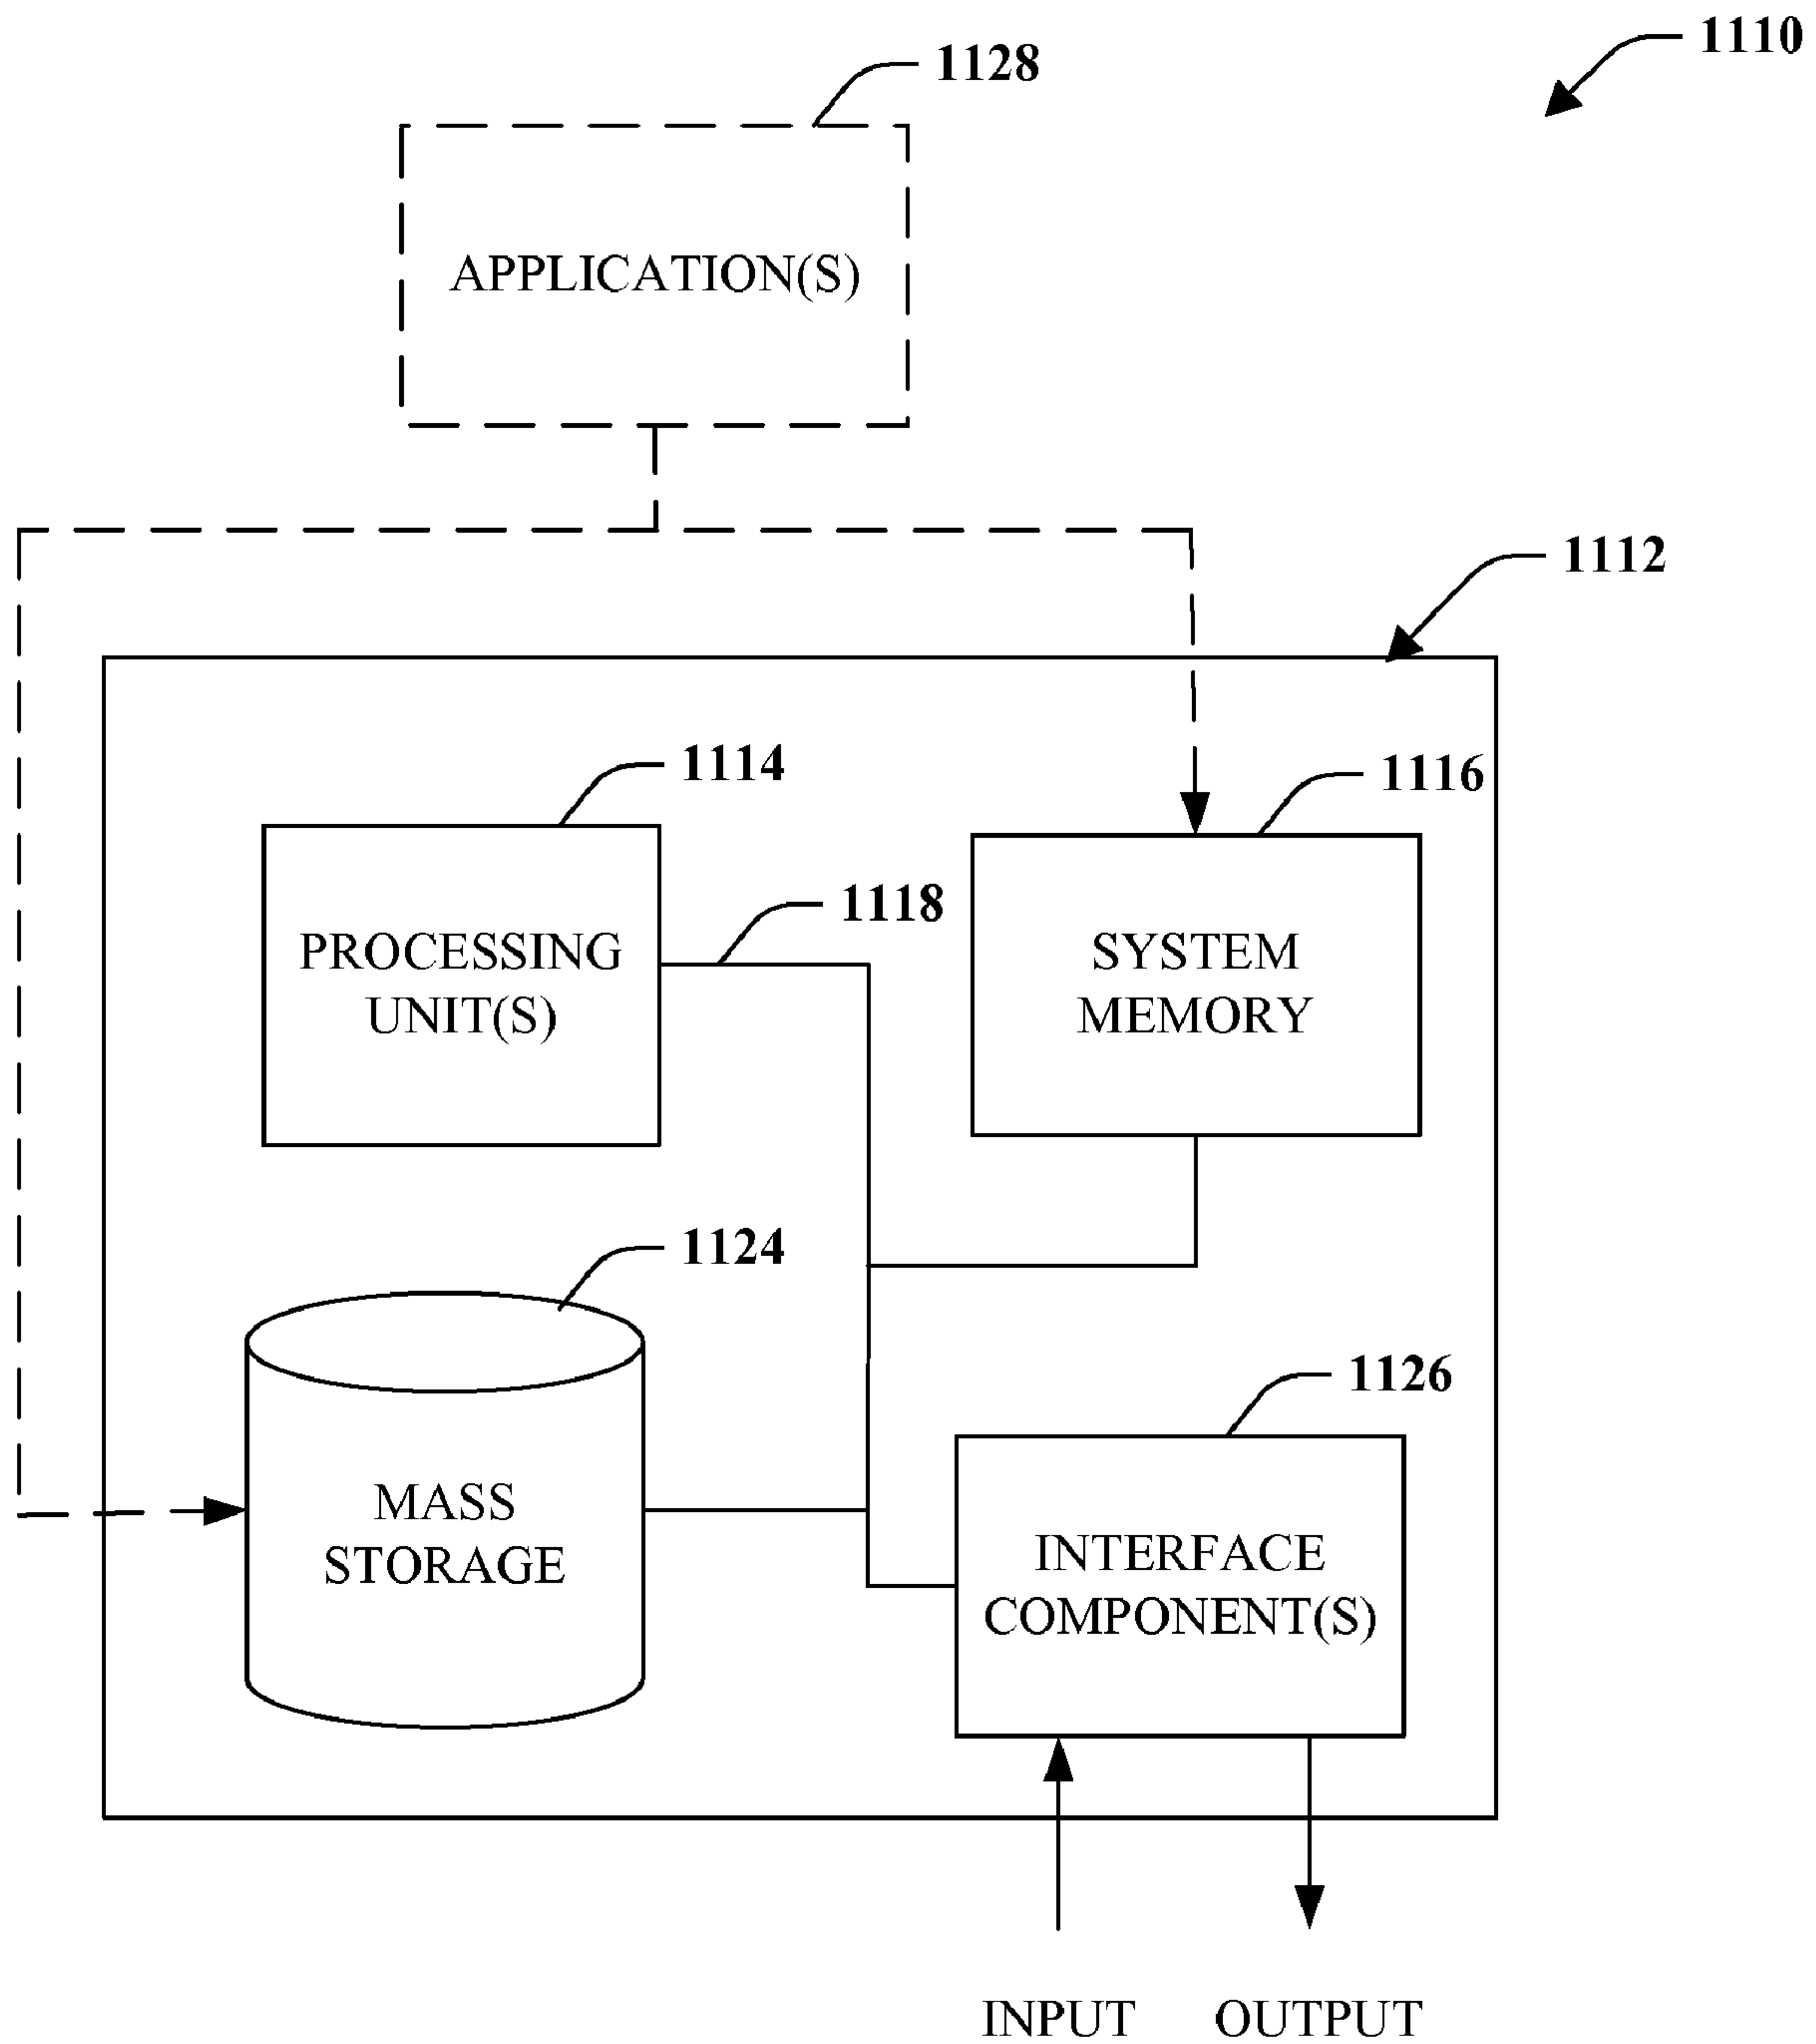 1110
1128
APPLICATION(S)
1112
1114
1116
1118
PROCESSING
UNIT(S)
SYSTEM
MEMORY
1124
1126
MASS
STORAGE
INTERFACE
COMPONENT(S)
INPUT
OUTPUT